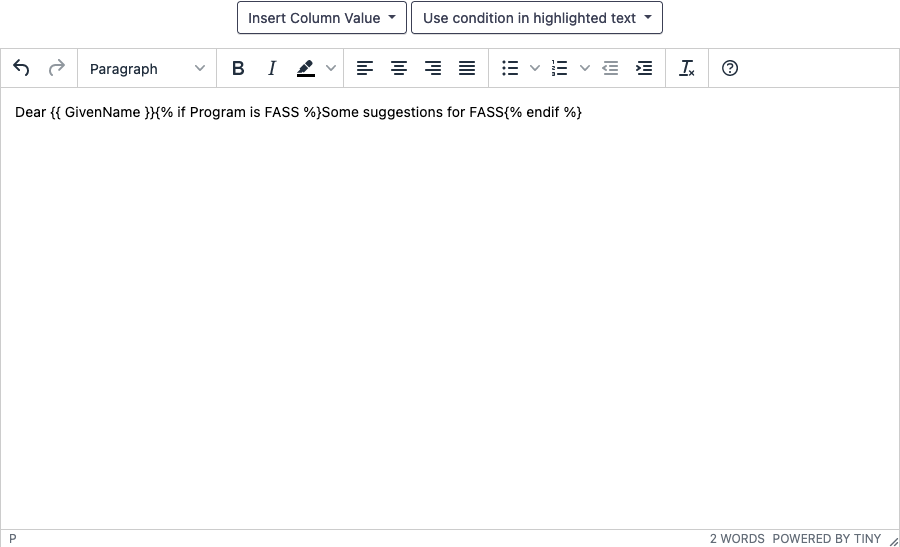 Insert Column Value Use condition in highlighted text
Paragraph B I
Dear {{ GivenName }}{% if Program is FASS %}Some suggestions for FASS{% endif %}
P 2 WORDS POWERED BY TINY